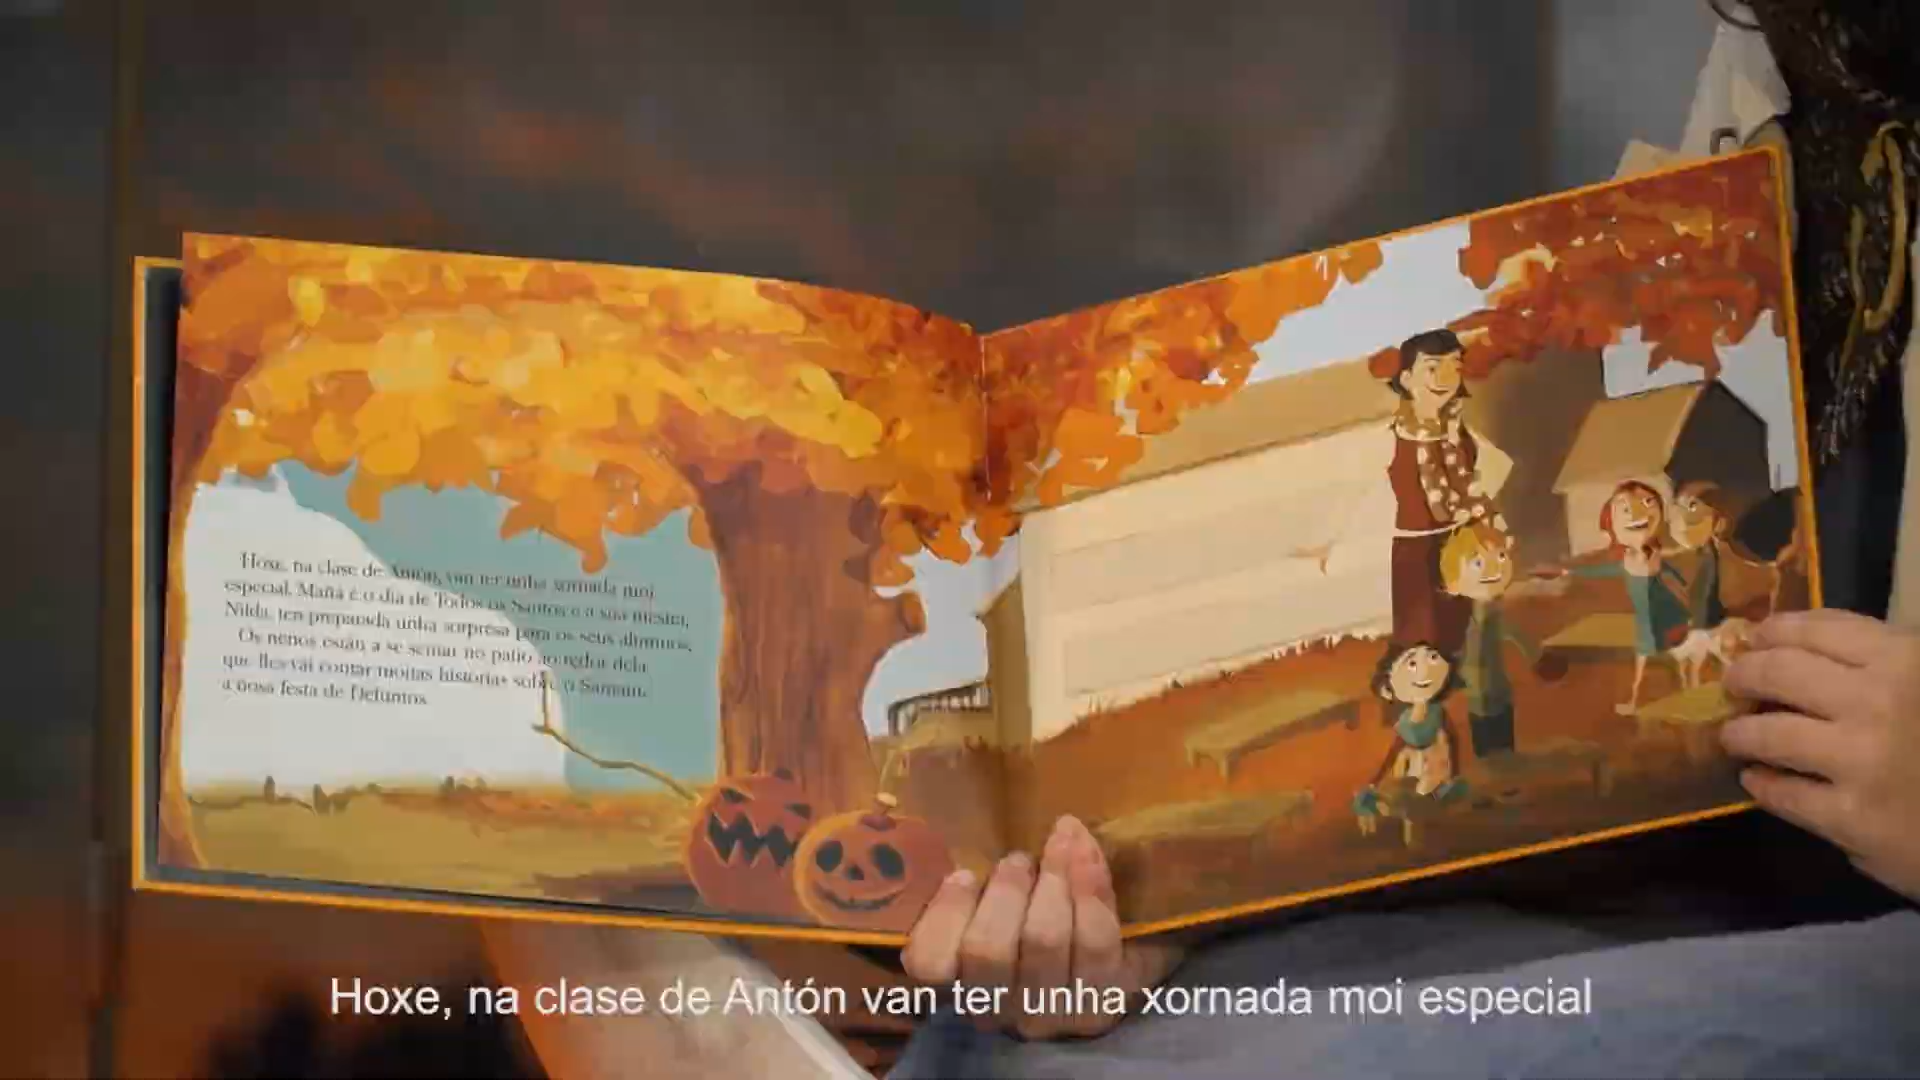 Hoxe, na clase de Antón, van ter unha xornada moi
especial. Mañá é o día de Todos os Santos e a súa mestra,
Nilda, ten preparada unha sorpresa para os seus alumnos.
Os nenos están a se sentar no patio ao redor dela
que lles vai contar moitas historias sobre o Samaín,
a nosa festa de Defuntos.
Hoxe, na clase de Antón van ter unha xornada moi especial